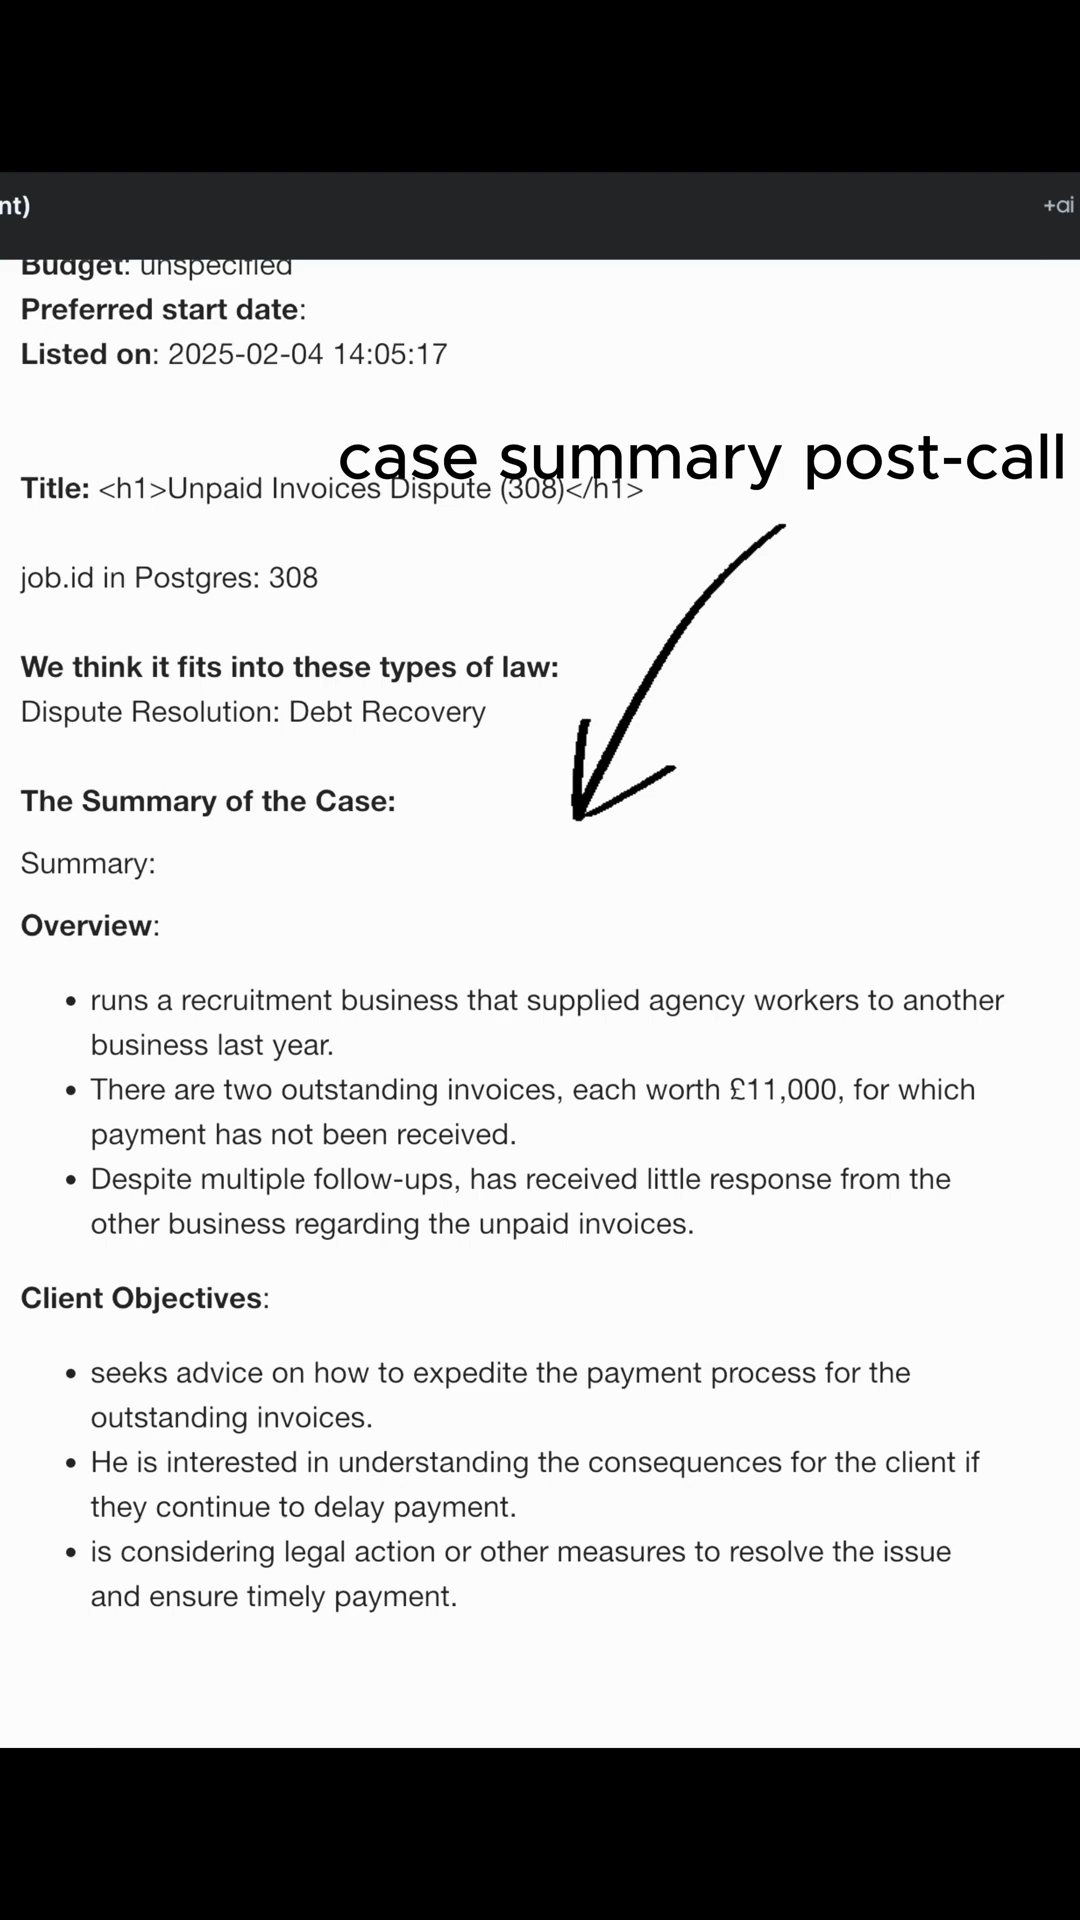 nt)
+ai
Budget: unspecified
Preferred start date:
Listed on: 2025-02-04 14:05:17
case summary post-call
Title: <h1>Unpaid Invoices Dispute (308)</h1>
job.id in Postgres: 308
We think it fits into these types of law:
Dispute Resolution: Debt Recovery
The Summary of the Case:
Summary:
Overview:
• runs a recruitment business that supplied agency workers to another
business last year.
• There are two outstanding invoices, each worth £11,000, for which
payment has not been received.
• Despite multiple follow-ups, has received little response from the
other business regarding the unpaid invoices.
Client Objectives:
• seeks advice on how to expedite the payment process for the
outstanding invoices.
• He is interested in understanding the consequences for the client if
they continue to delay payment.
• is considering legal action or other measures to resolve the issue
and ensure timely payment.